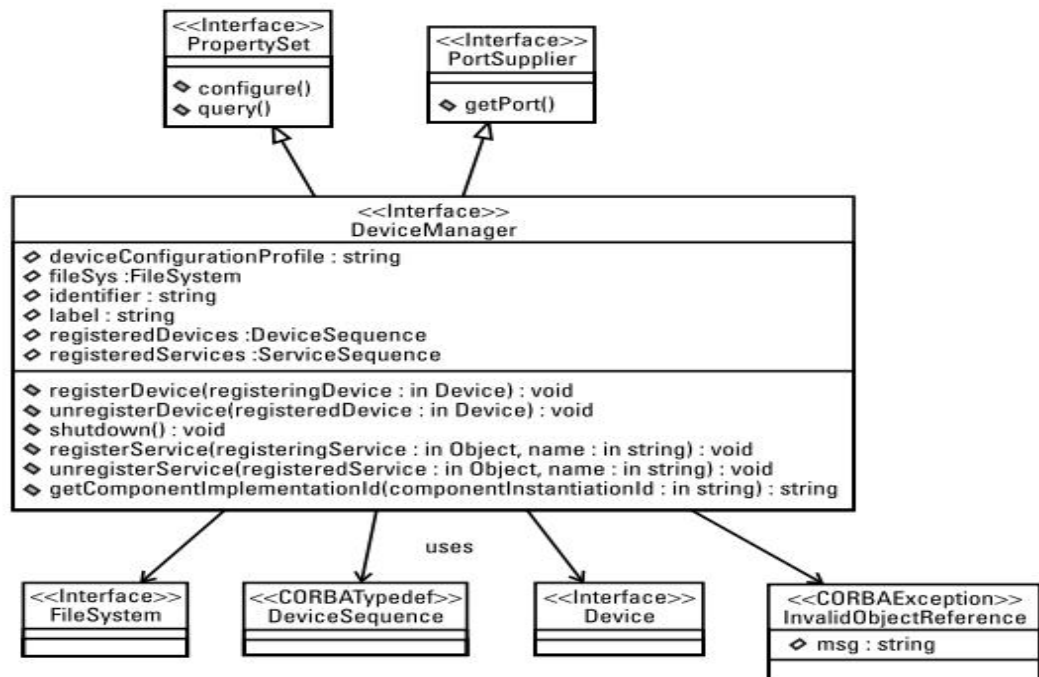 <<Interface>>
PropertySet
configure()
query()
<<Interface>>
PortSupplier
getPort()
<<Interface>>
DeviceManager
deviceConfigurationProfile : string
fileSys :FileSystem
identifier : string
label : string
registeredDevices :DeviceSequence
registeredServices :ServiceSequence
registerDevice(registeringDevice : in Device) : void
unregisterDevice(registeredDevice : in Device) : void
shutdown() : void
registerService(registeringService : in Object, name : in string) : void
unregisterService(registeredService : in Object, name : in string) : void
getComponentImplementationId(componentInstantiationId : in string) : string
uses
<<Interface>>
FileSystem
<<CORBATypedef>>
DeviceSequence
<<Interface>>
Device
<<CORBAException>>
InvalidObjectReference
msg : string